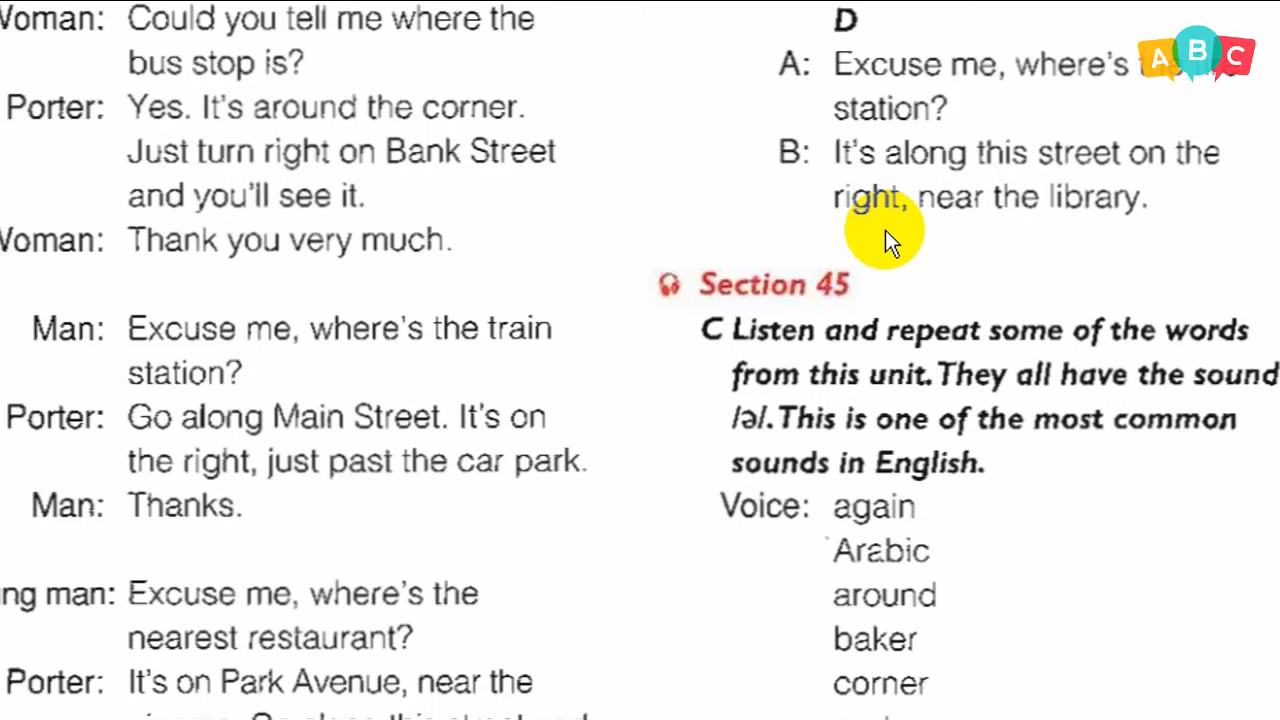 Woman: Could you tell me where the
bus stop is?
Porter: Yes. It's around the corner.
Just turn right on Bank Street
and you'll see it.
Woman: Thank you very much.
Man: Excuse me, where's the train
station?
Porter: Go along Main Street. It's on
the right, just past the car park.
Man: Thanks.
ng man: Excuse me, where's the
nearest restaurant?
Porter: It's on Park Avenue, near the
D
A: Excuse me, where's
station?
B: It's along this street on the
right, near the library.
Section 45
C Listen and repeat some of the words
from this unit. They all have the sound
/ə/. This is one of the most common
sounds in English.
Voice: again
Arabic
around
baker
corner
A B C